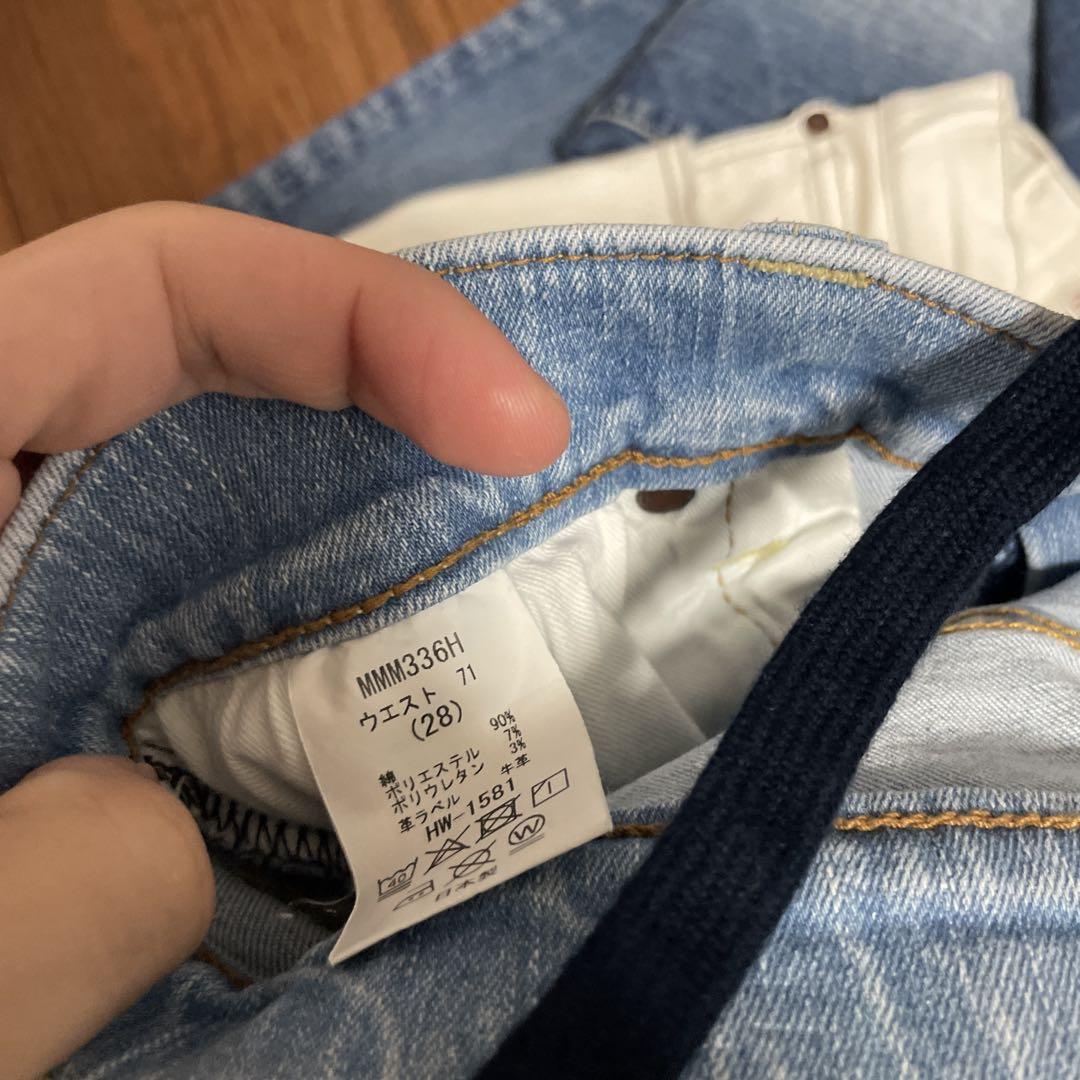 MMM336H
ウエスト 71
(28)
綿 90%
ポリエステル 7%
ポリウレタン 3%
革ラベル 牛革
HW-1581
40
W
日本製